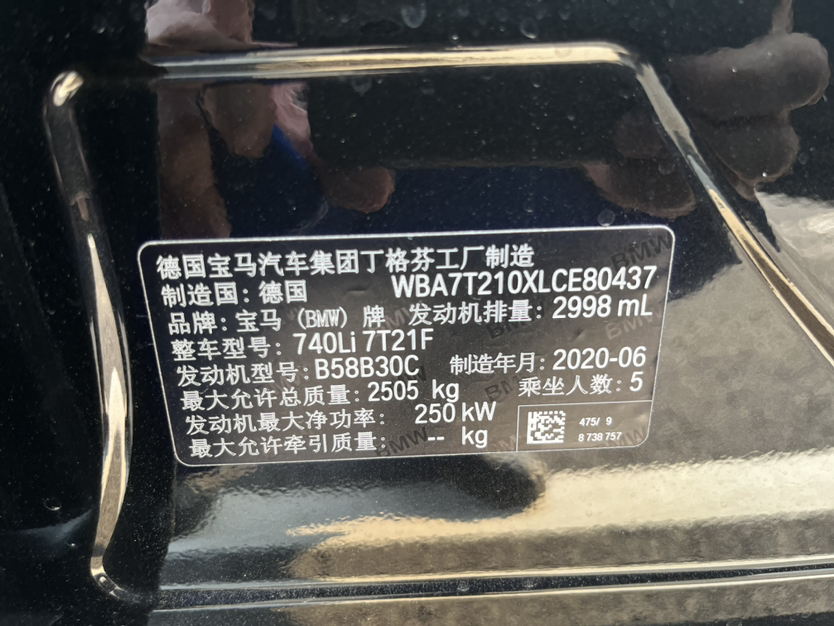 德国宝马汽车集团丁格芬工厂制造
制造国：德国 WBA7T210XLCE80437
品牌：宝马（BMW）牌 发动机排量：2998 mL
整车型号：740Li 7T21F
发动机型号：B58B30C 制造年月：2020-06
最大允许总质量：2505 kg 乘坐人数：5
发动机最大净功率： 250 kW
最大允许牵引质量： -- kg
475/ 9
8 738 757
BMW
BMW
BMW